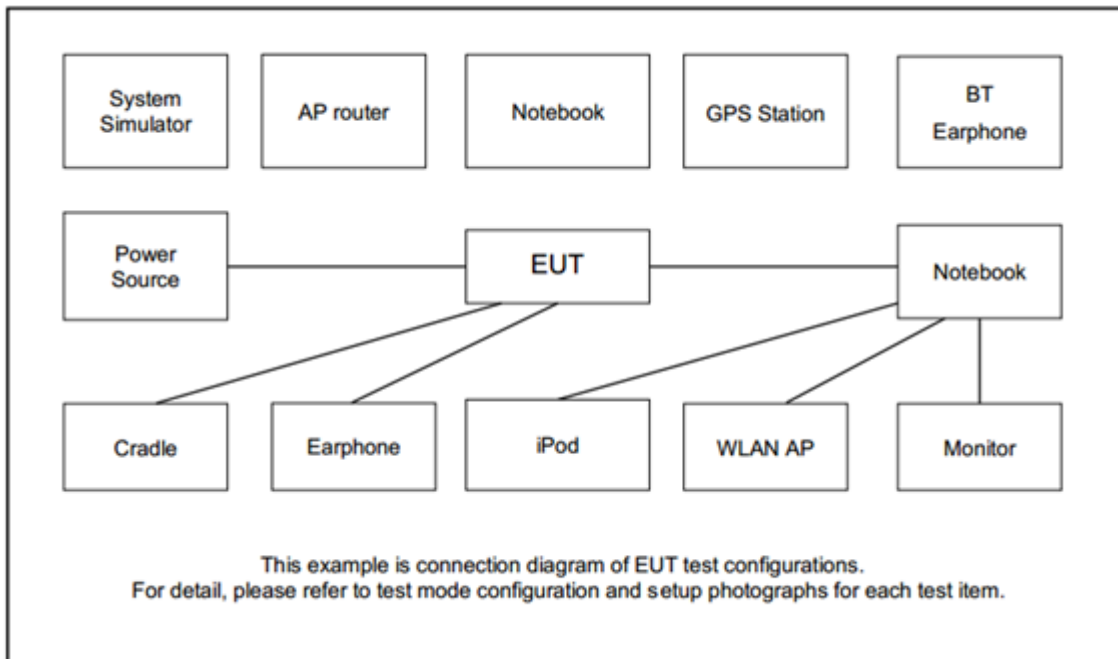 System
Simulator
AP router
Notebook
GPS Station
BT
Earphone
Power
Source
EUT
Notebook
Cradle
Earphone
iPod
WLAN AP
Monitor
This example is connection diagram of EUT test configurations.
For detail, please refer to test mode configuration and setup photographs for each test item.